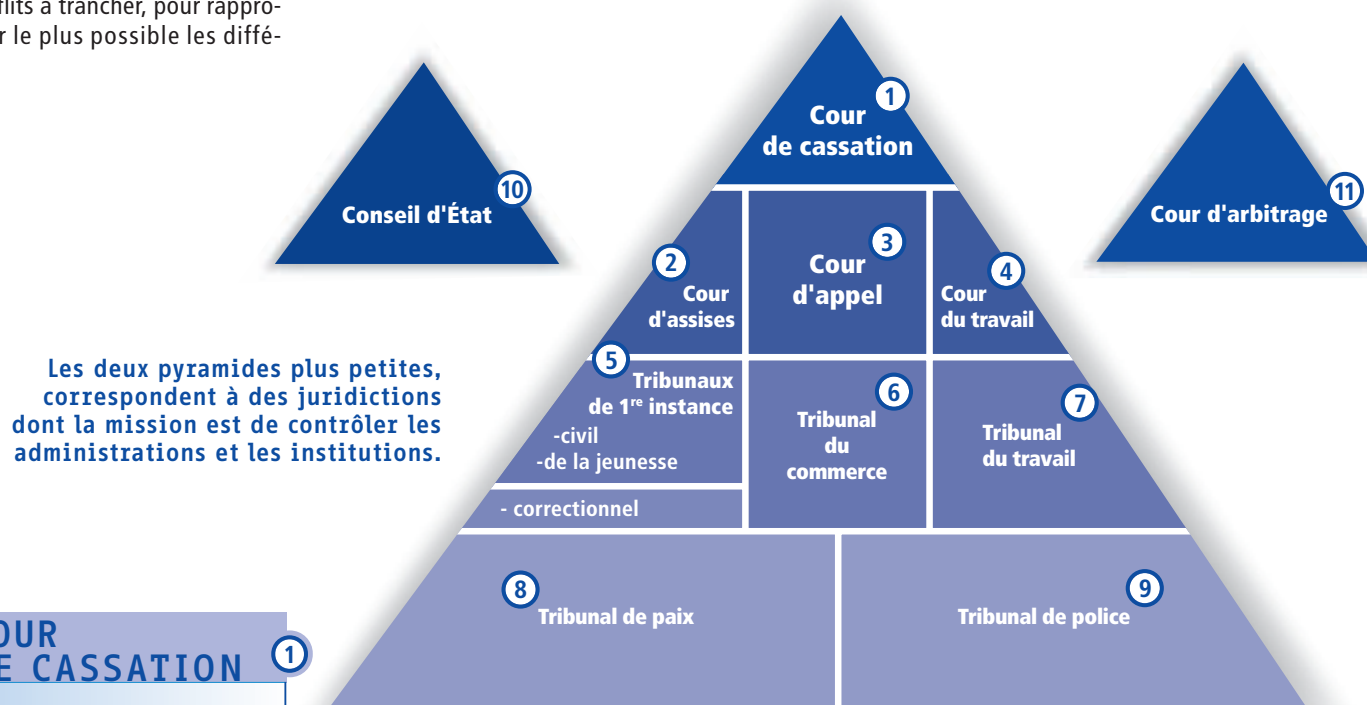 à trancher, pour rappro-
le plus possible les diffé-
1
Cour
de cassation
10
Conseil d'État
11
Cour d'arbitrage
2
Cour
d'assises
3
Cour
d'appel
4
Cour
du travail
Les deux pyramides plus petites,
correspondent à des juridictions
dont la mission est de contrôler les
administrations et les institutions.
5
Tribunaux
de 1re instance
-civil
-de la jeunesse
- correctionnel
6
Tribunal
du
commerce
7
Tribunal
du travail
8
Tribunal de paix
9
Tribunal de police
OUR
E CASSATION
1